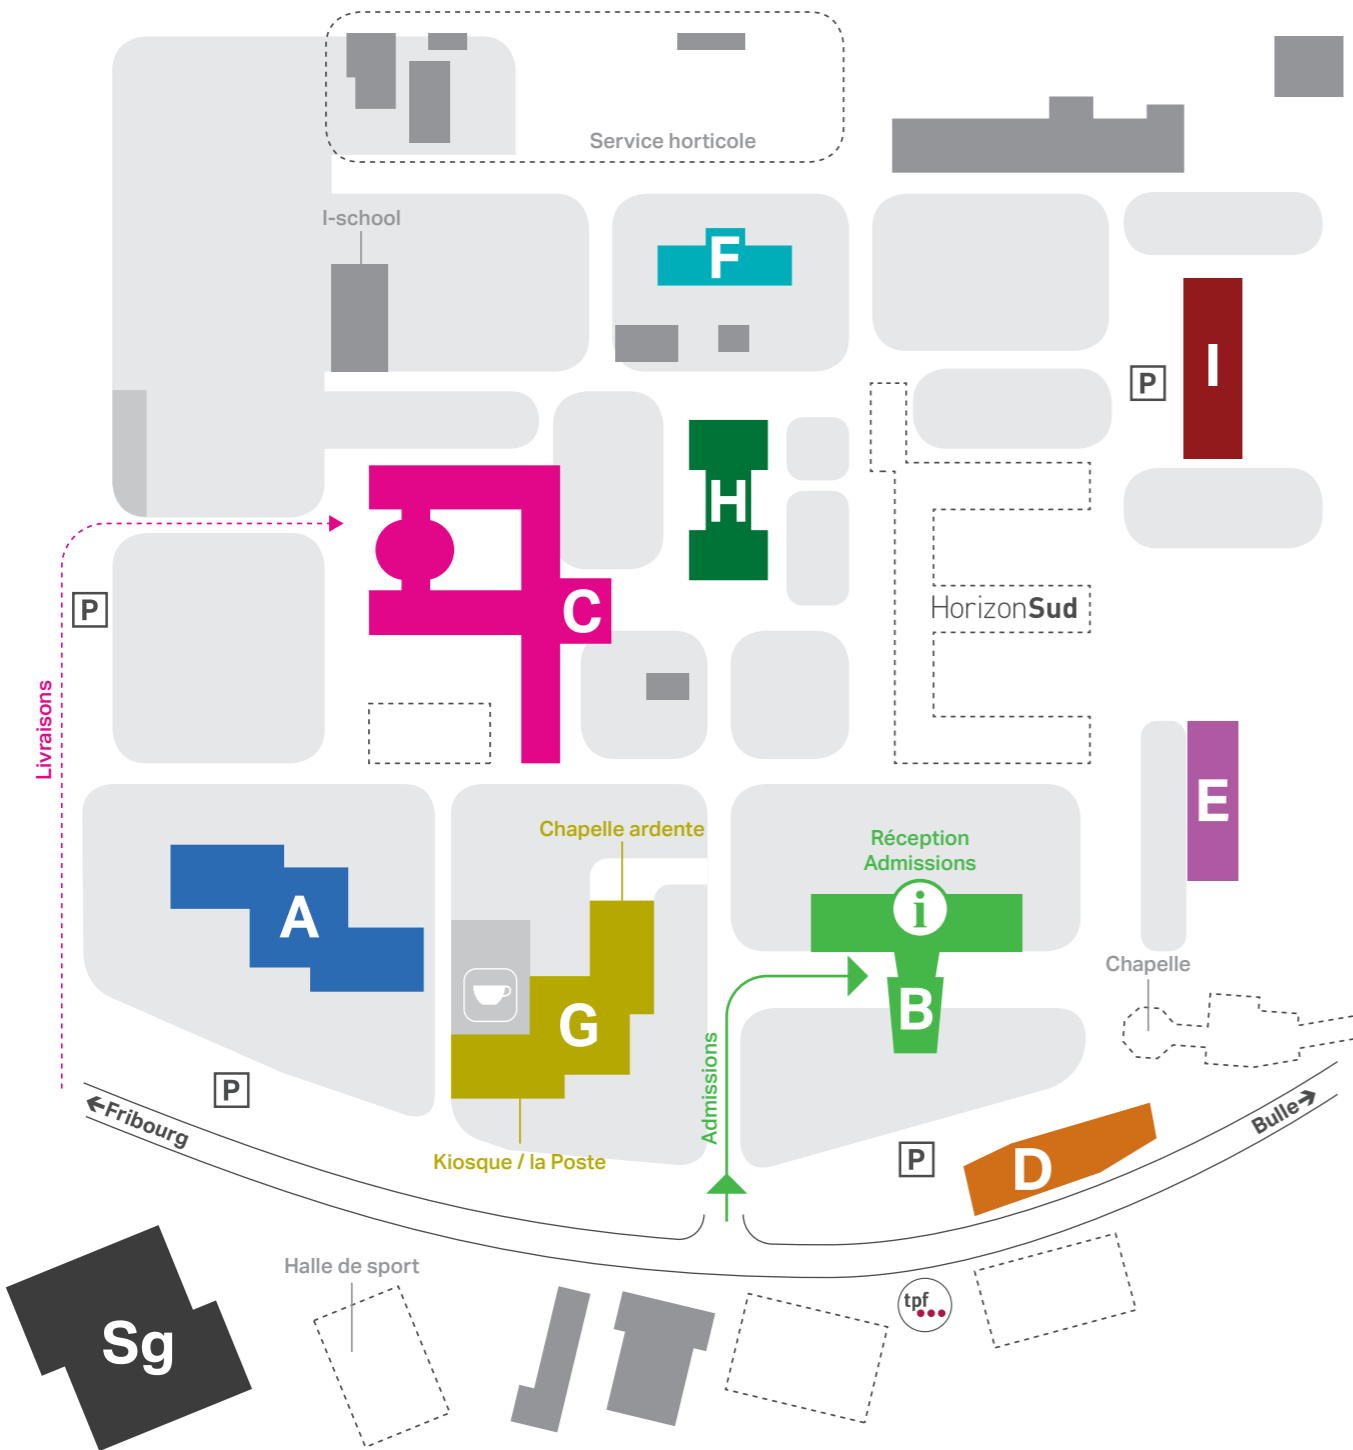 Service horticole
I-school
F
I
P
H
C
P
HorizonSud
Livraisons
E
Chapelle ardente
Réception
Admissions
i
A
G
B
Chapelle
Admissions
P
←Fribourg
Bulle→
Kiosque / la Poste
P
D
Halle de sport
tpf
Sg